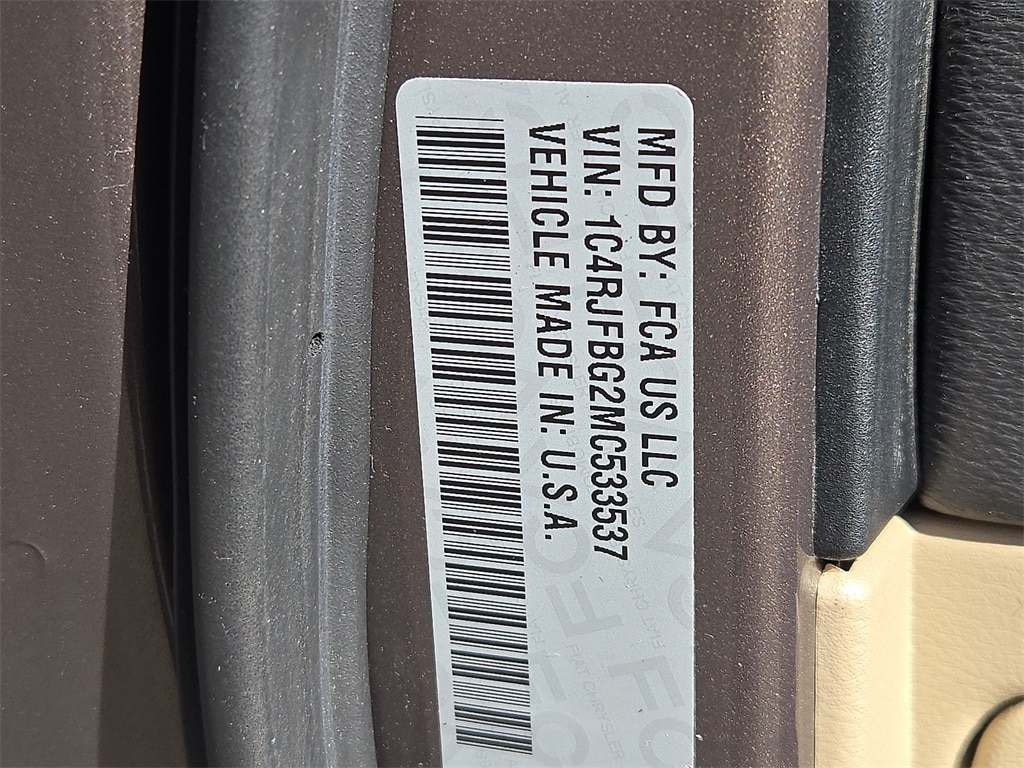 MFD BY: FCA US LLC
VIN: 1C4RJFBG2MC533537
VEHICLE MADE IN: U.S.A.